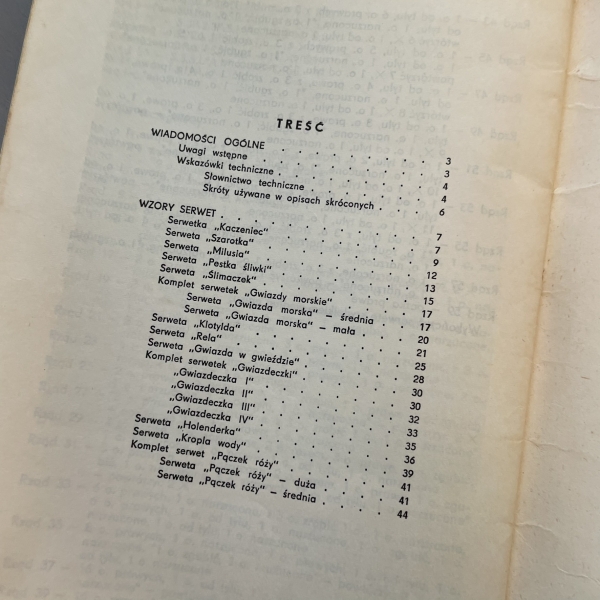 TREŚĆ
WIADOMOŚCI OGÓLNE . . . . . . . . 3
Uwagi wstępne . . . . . . . . 3
Wskazówki techniczne . . . . . . . 4
Słownictwo techniczne . . . . . . 4
Skróty używane w opisach skróconych . . . 6
WZORY SERWET . . . . . . . . . 7
Serwetka „Kaczeniec" . . . . . . . 7
Serweta „Szarotka" . . . . . . . . 9
Serweta „Milusia" . . . . . . . . 12
Serweta „Pestka śliwki" . . . . . . . 13
Serweta „Ślimaczek" . . . . . . . 15
Komplet serwetek „Gwiazdy morskie" . . . . 17
Serweta „Gwiazda morska" — średnia . . . 17
Serweta „Gwiazda morska" — mała . . . . 20
Serweta „Klotylda" . . . . . . . . 21
Serweta „Rela" . . . . . . . . 25
Serweta „Gwiazda w gwieździe" . . . . . 28
Komplet serwetek „Gwiazdeczki" . . . . . 30
„Gwiazdeczka I" . . . . . . . 30
„Gwiazdeczka II" . . . . . . . 32
„Gwiazdeczka III" . . . . . . . 33
„Gwiazdeczka IV" . . . . . . . 35
Serweta „Holenderka" . . . . . . . 36
Serweta „Kropla wody" . . . . . . . 39
Komplet serwet „Pączek róży" . . . . . 41
Serweta „Pączek róży" — duża . . . . 41
Serweta „Pączek róży" — średnia . . . . 44